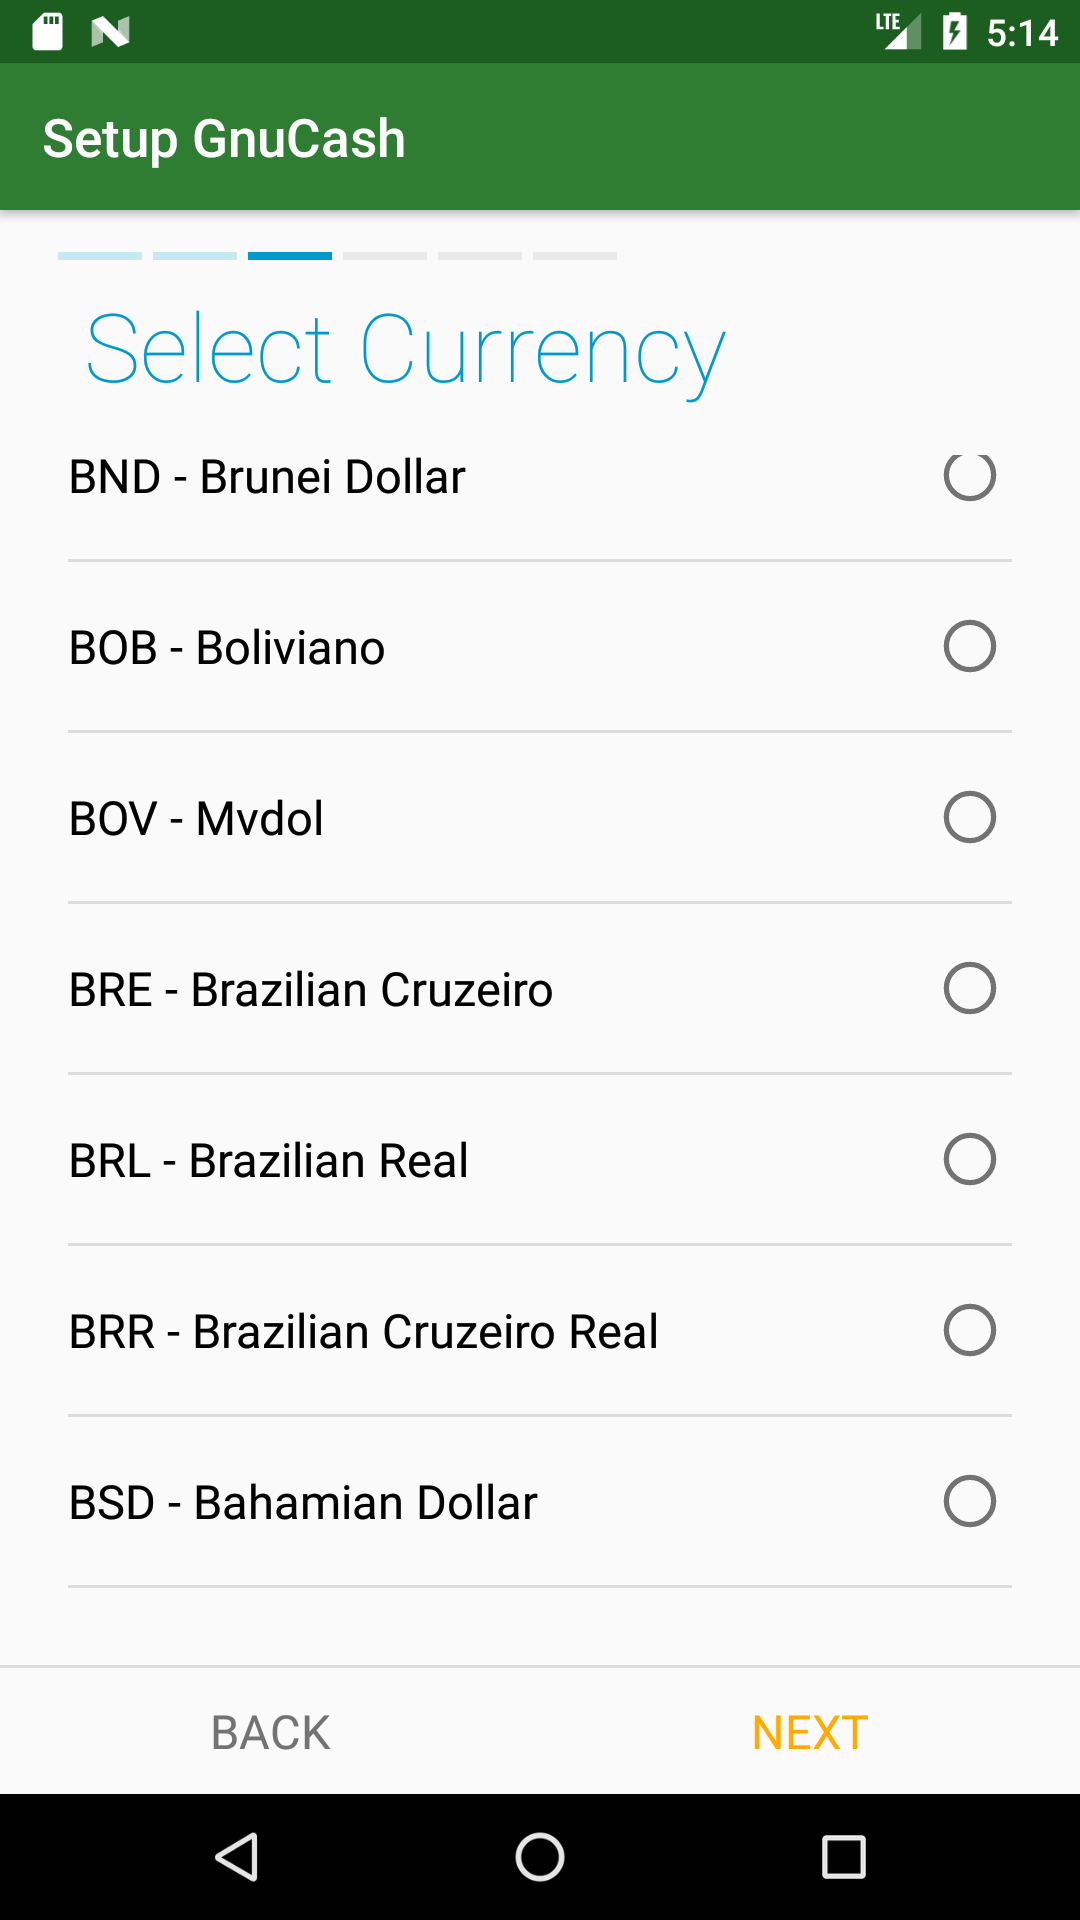 LTE 5:14
Setup GnuCash
Select Currency
BND - Brunei Dollar
BOB - Boliviano
BOV - Mvdol
BRE - Brazilian Cruzeiro
BRL - Brazilian Real
BRR - Brazilian Cruzeiro Real
BSD - Bahamian Dollar
BACK NEXT